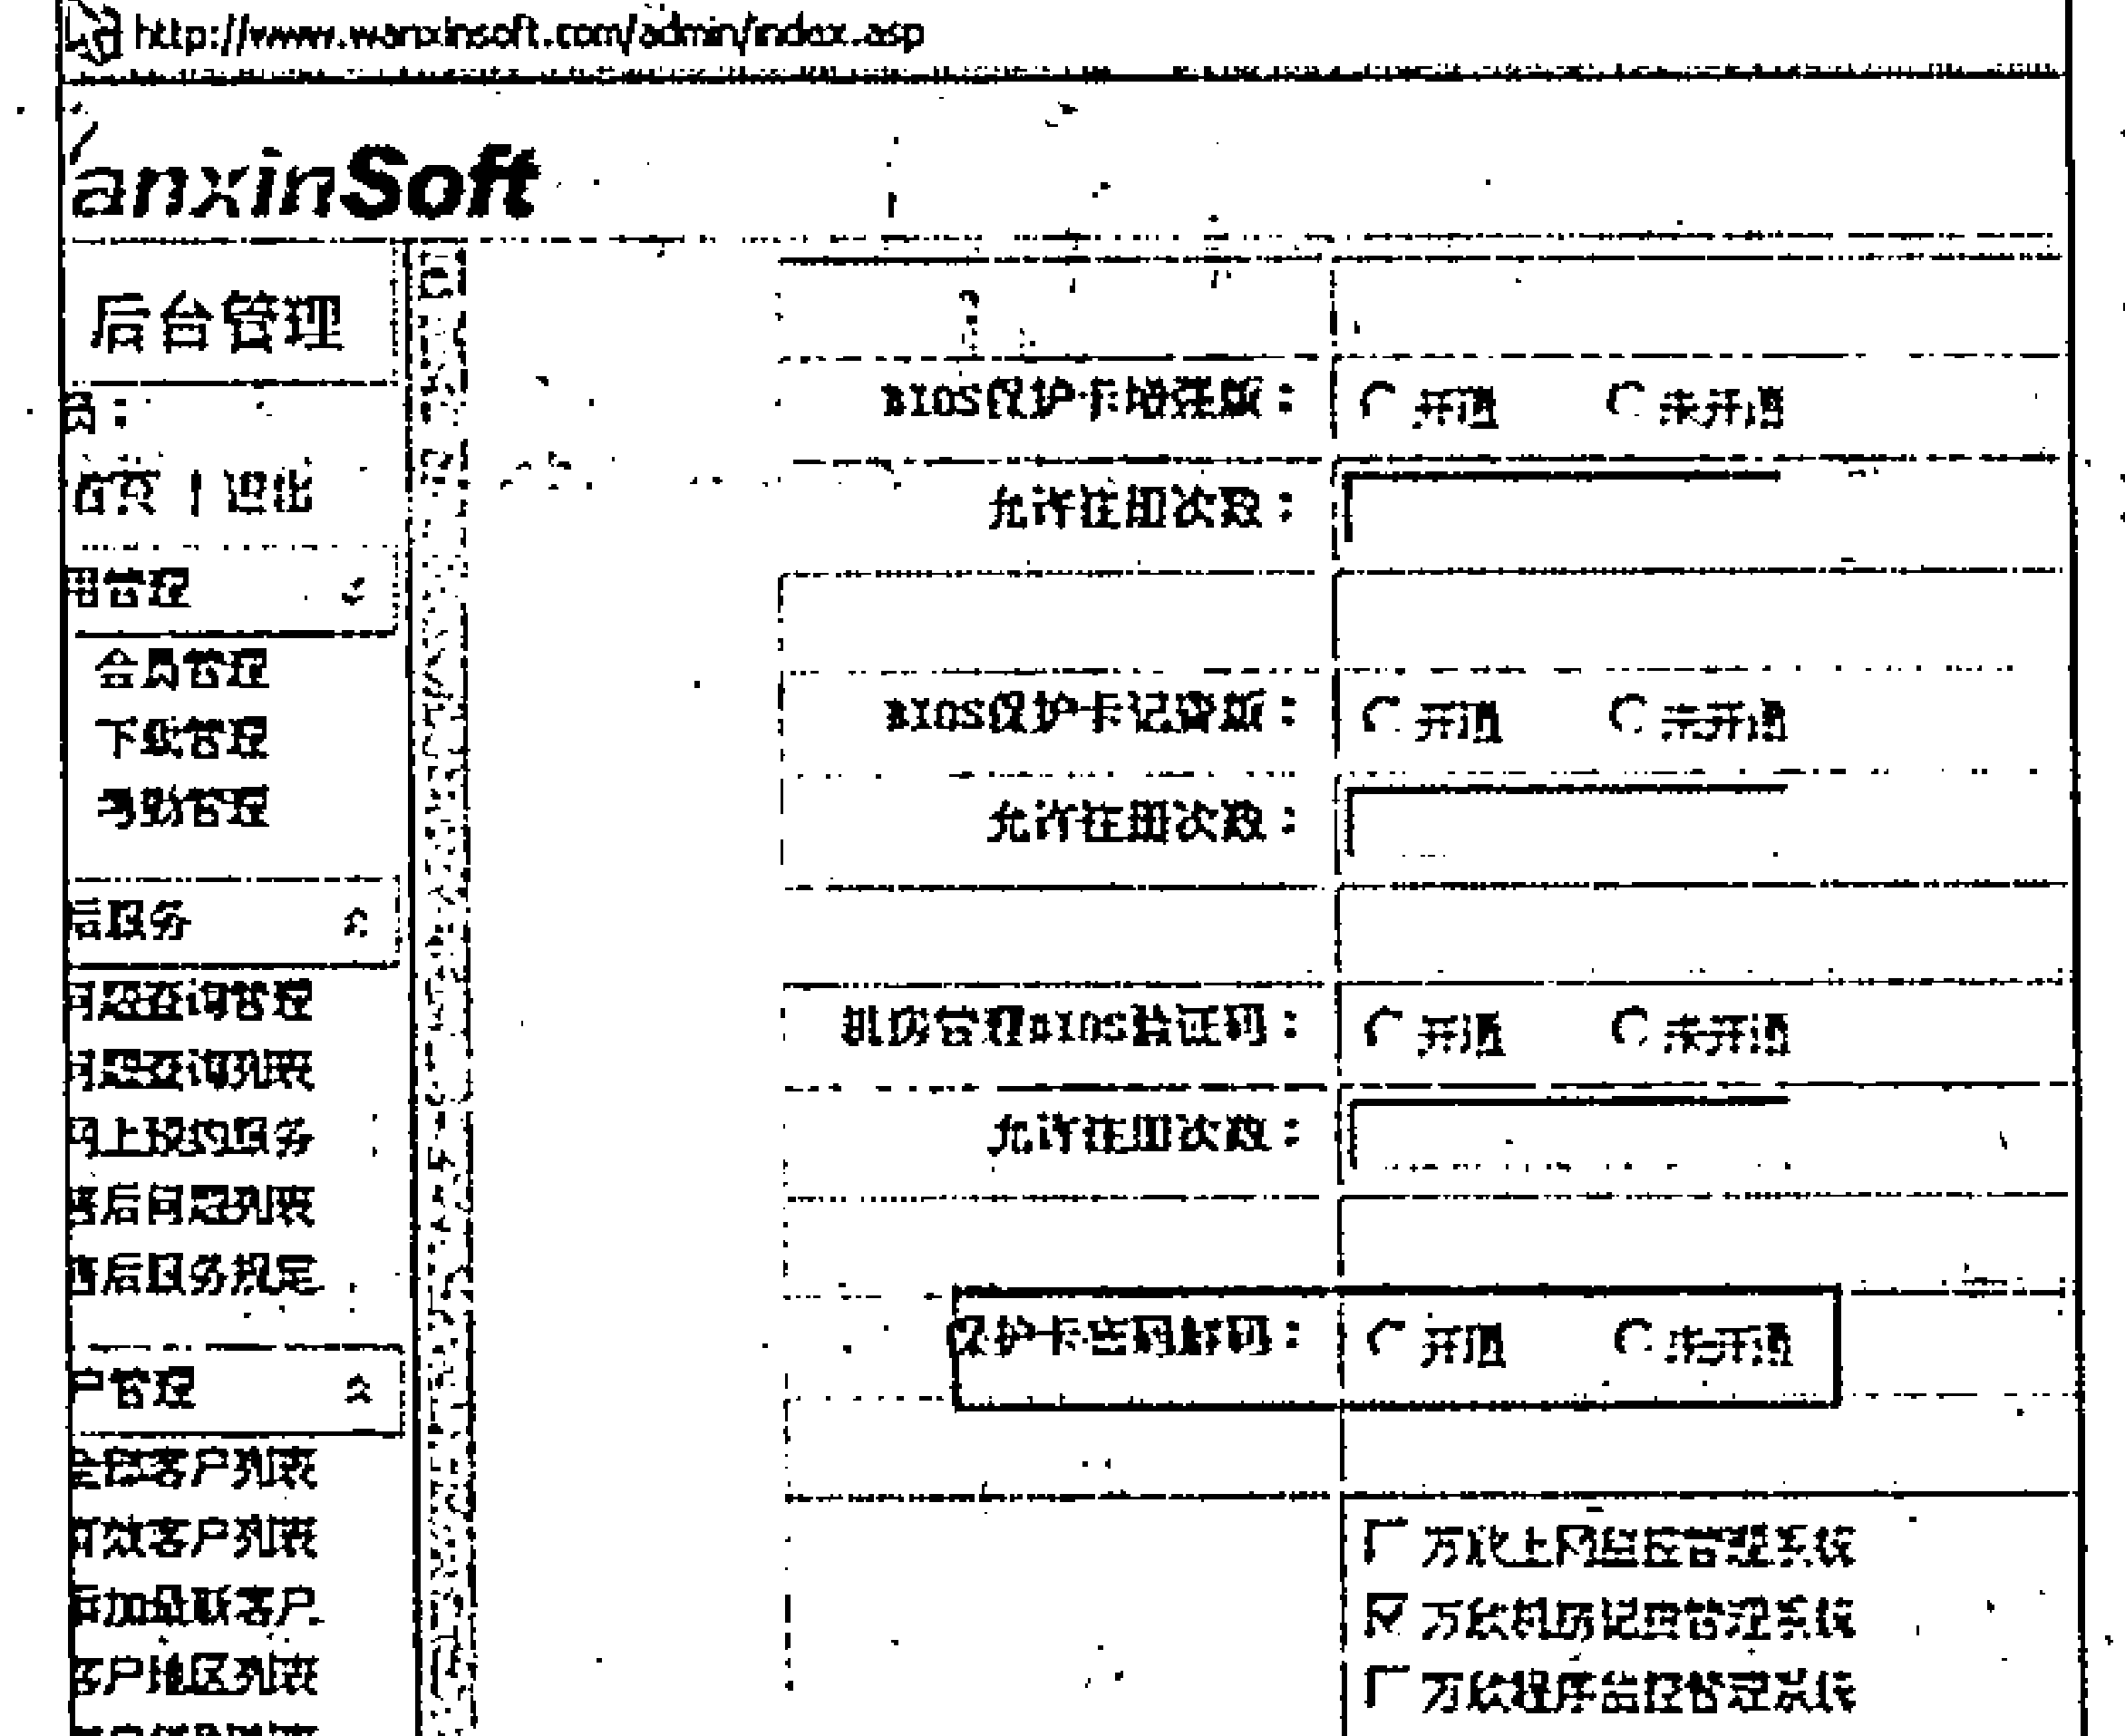 http://www.wanxinsoft.com/admin/index.asp
anxinSoft
后台管理
首页 | 退出
管理
会员管理
下载管理
考勤管理
后服务
问题查询管理
问题查询列表
网上预约服务
售后问题列表
售后服务规定
户管理
全部客户列表
有效客户列表
客户地区列表
BIOS保护卡增强版： 开通 未开通
允许注册次数：
BIOS保护卡记费版： 开通 未开通
允许注册次数：
机房管理BIOS验证码： 开通 未开通
允许注册次数：
保护卡密码解码： 开通 未开通
万欣上网监控管理系统
万欣机房记费管理系统
万欣程序监控管理系统